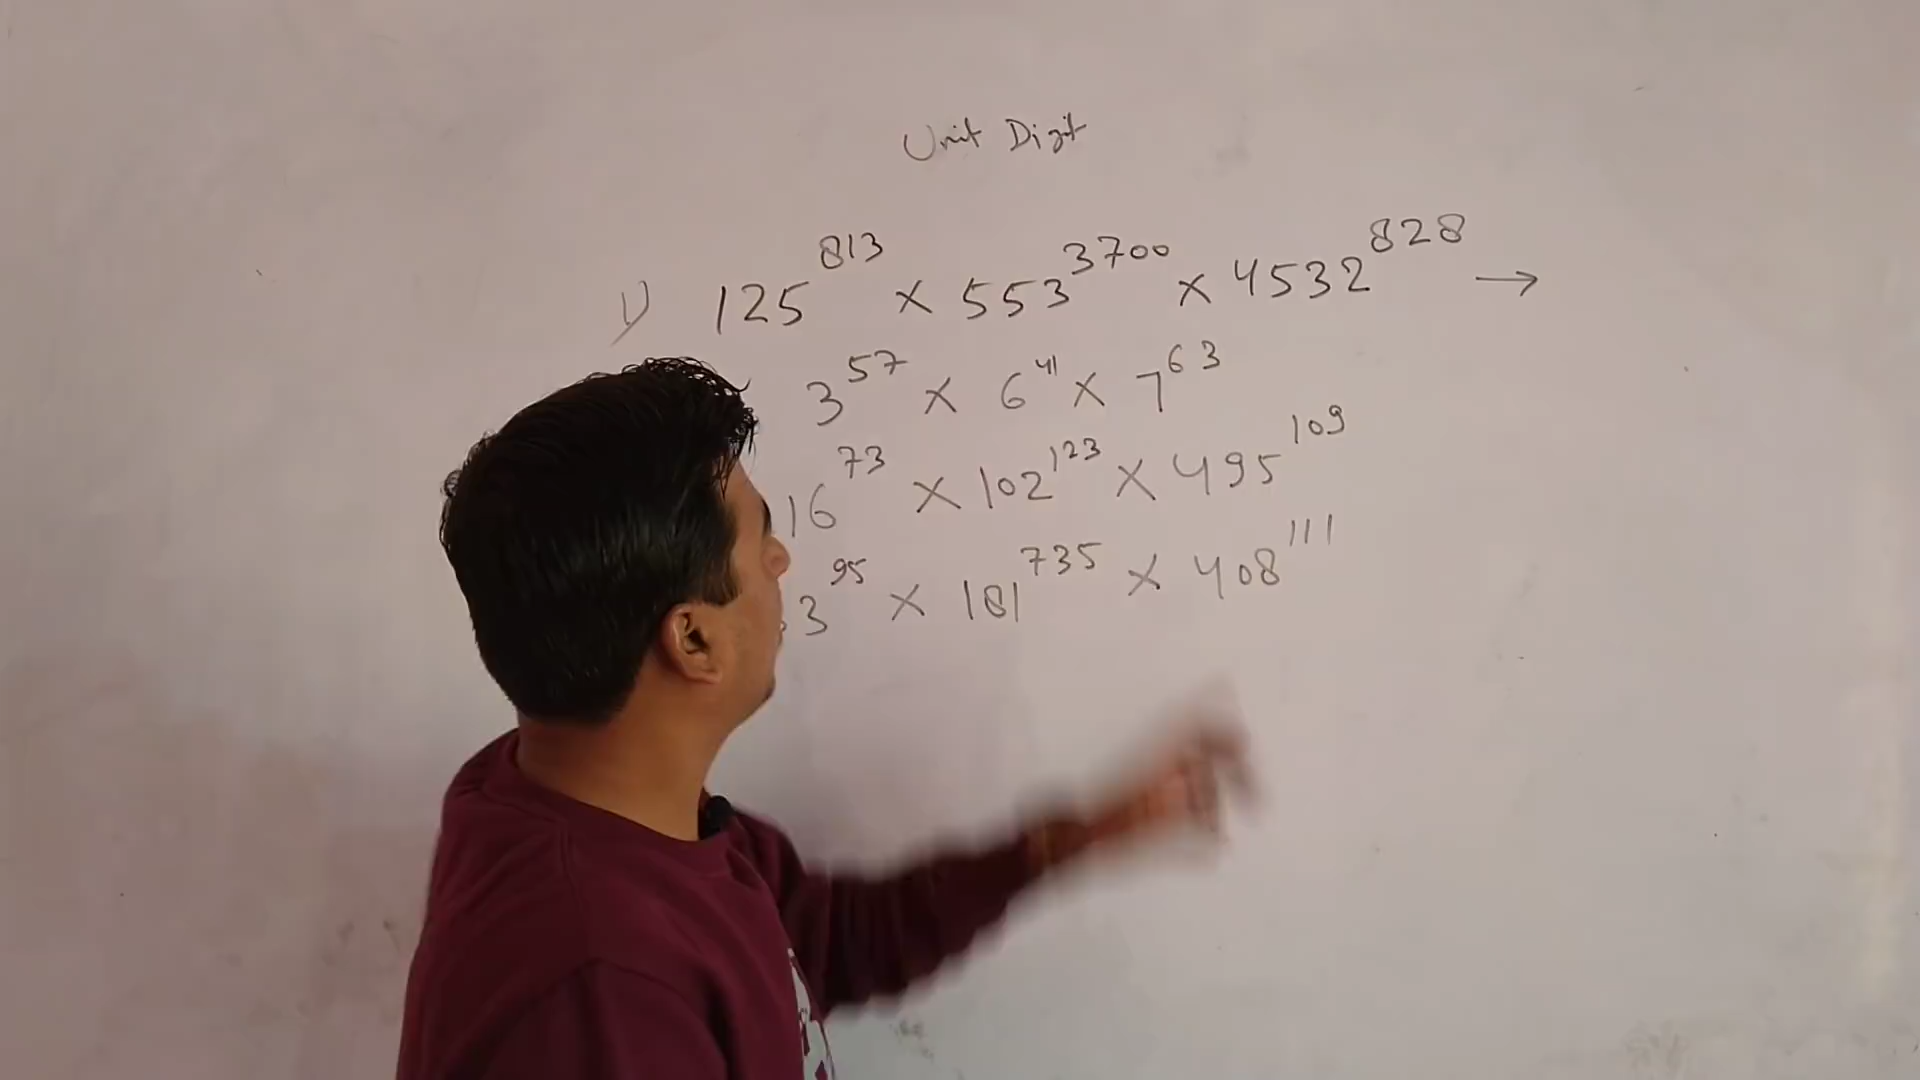 Unit Digit
1) 125^813 × 553^3700 × 4532^828 →
3^57 × 6^41 × 7^63
16^73 × 102^123 × 495^109
3^95 × 181^735 × 408^111